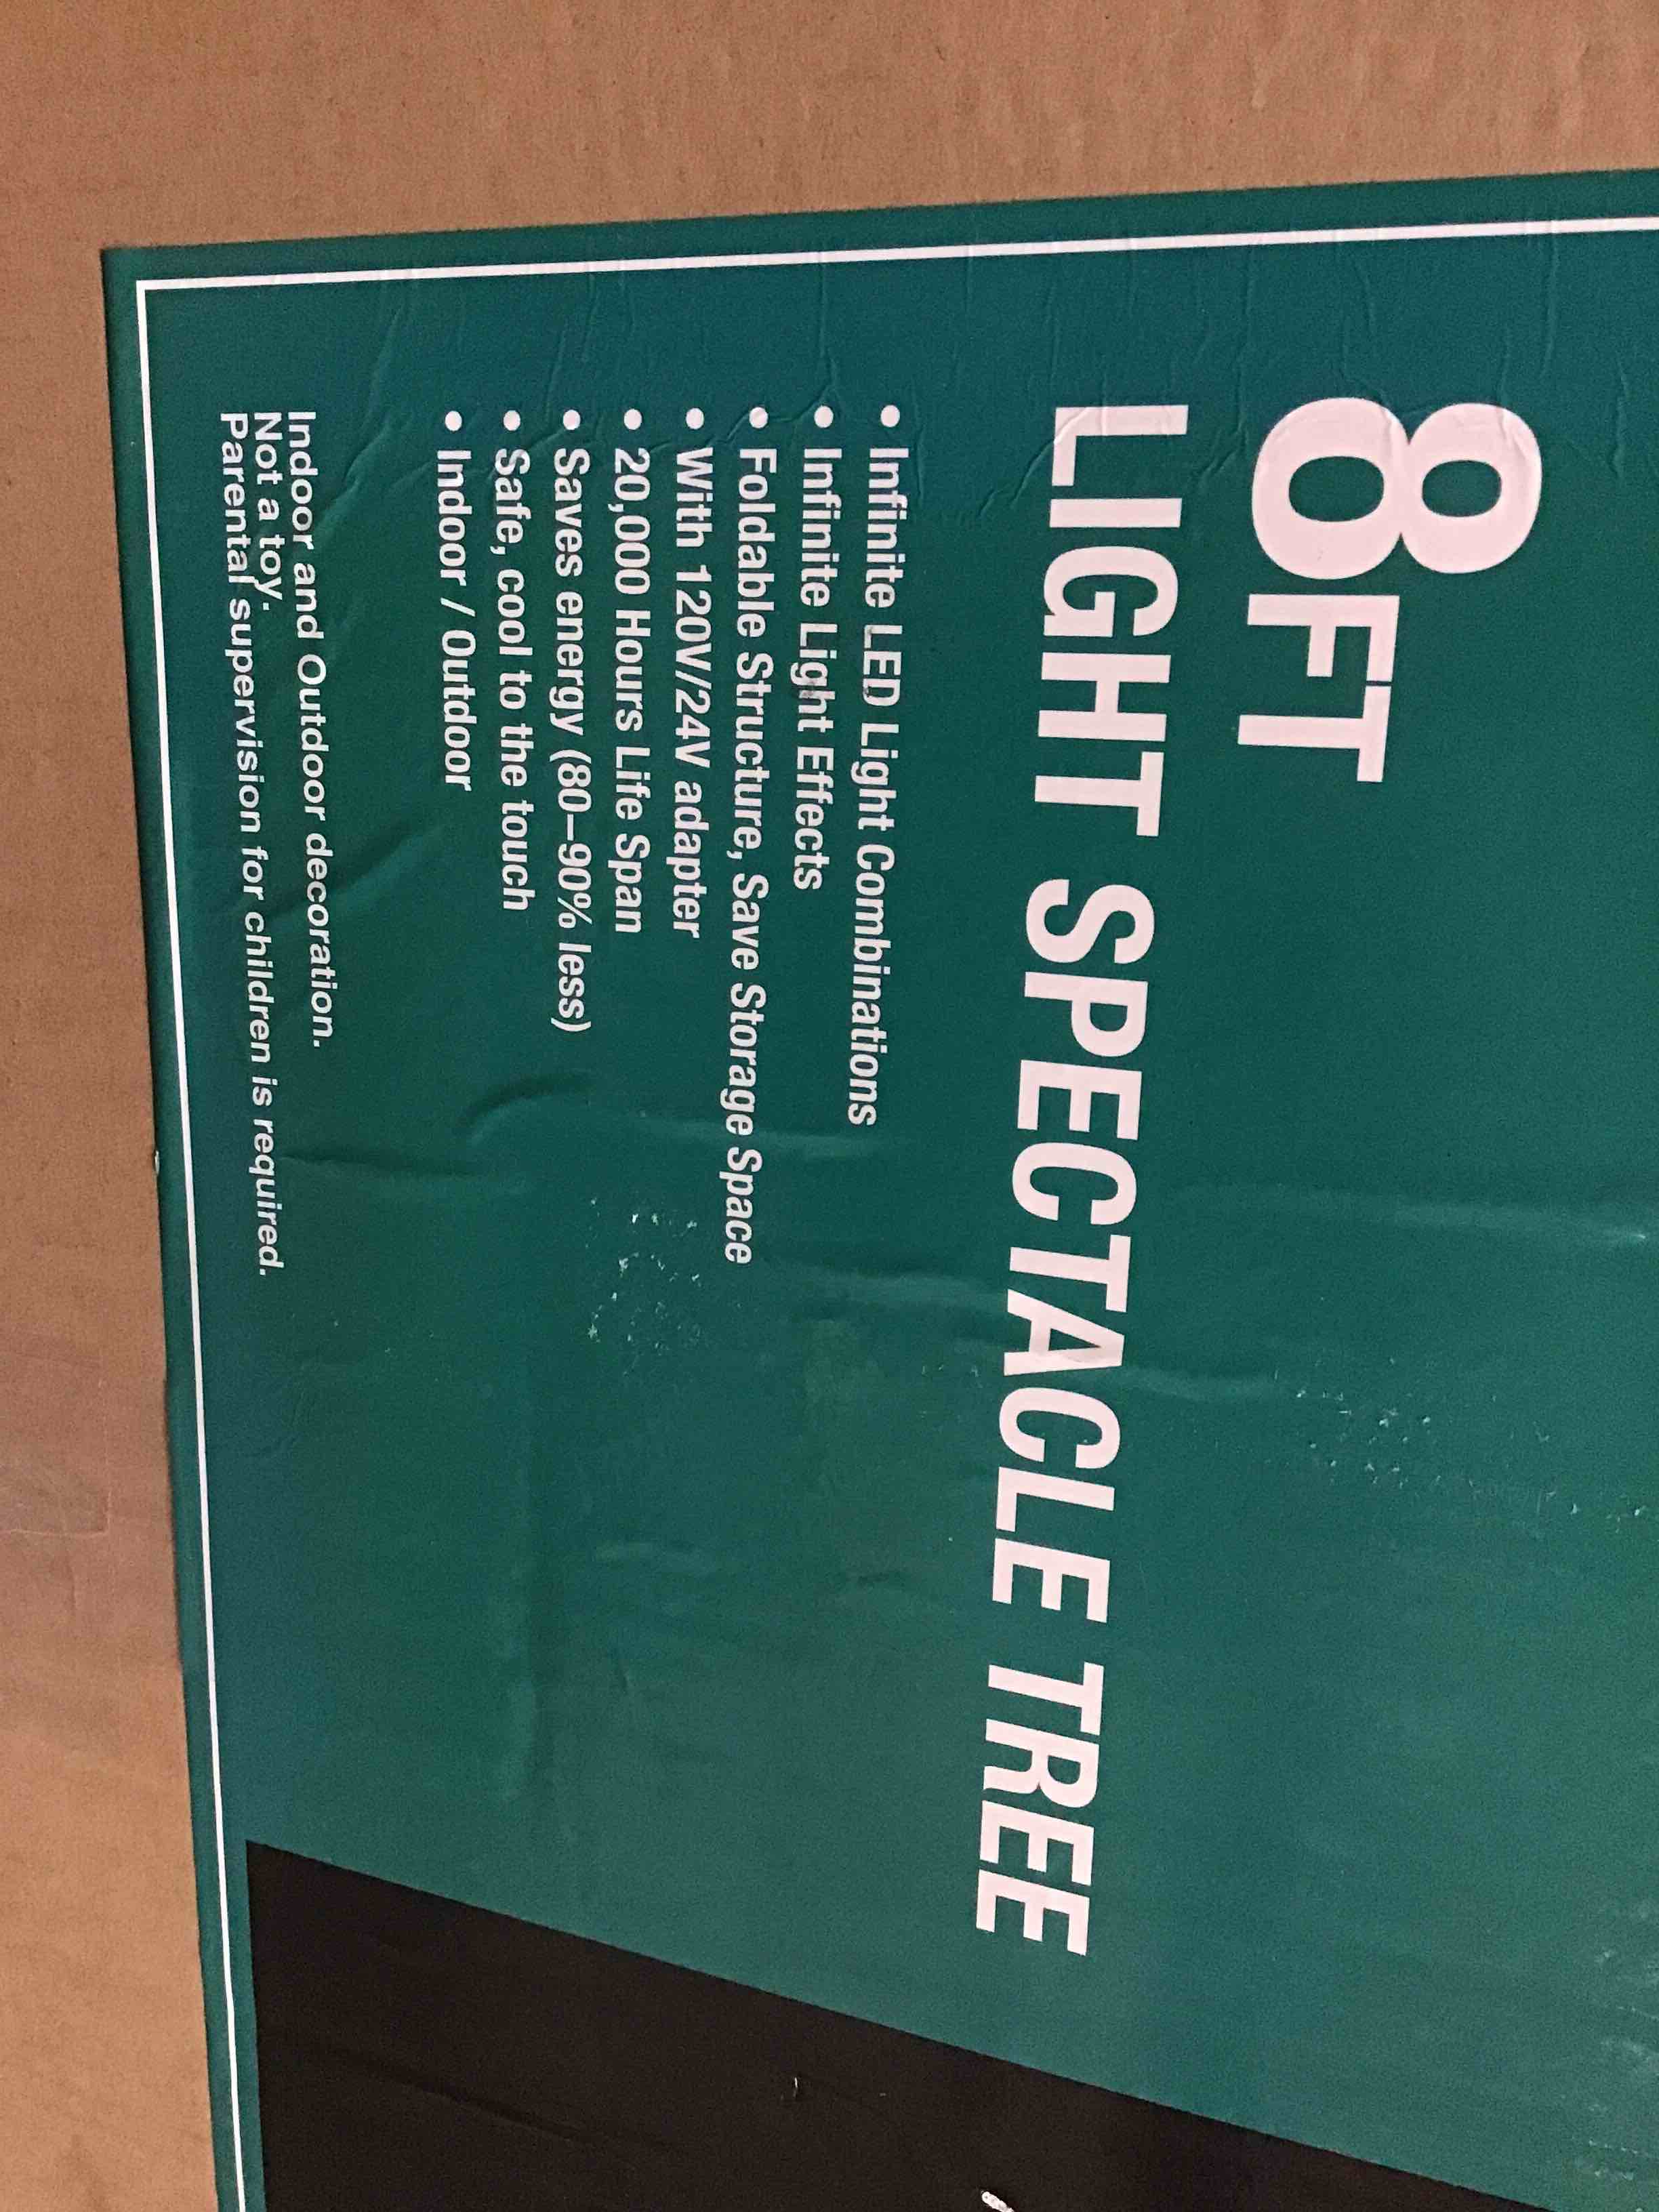 8FT
LIGHT SPECTACLE TREE
• Infinite LED Light Combinations
• Infinite Light Effects
• Foldable Structure, Save Storage Space
• With 120V/24V adapter
• 20,000 Hours Life Span
• Saves energy (80–90% less)
• Safe, cool to the touch
• Indoor / Outdoor
Indoor and Outdoor decoration.
Not a toy.
Parental supervision for children is required.